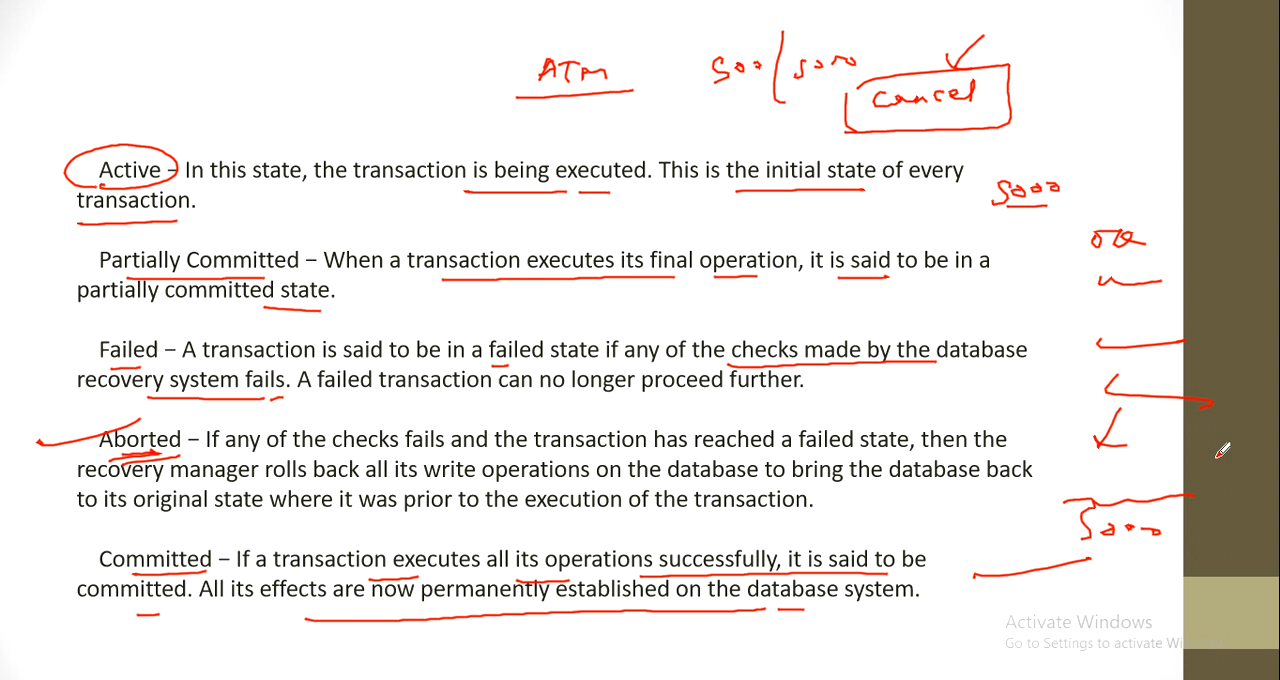 ATM
500 5000
cancel
Active – In this state, the transaction is being executed. This is the initial state of every
transaction.
5000
Partially Committed – When a transaction executes its final operation, it is said to be in a
partially committed state.
Failed – A transaction is said to be in a failed state if any of the checks made by the database
recovery system fails. A failed transaction can no longer proceed further.
Aborted – If any of the checks fails and the transaction has reached a failed state, then the
recovery manager rolls back all its write operations on the database to bring the database back
to its original state where it was prior to the execution of the transaction.
5000
Committed – If a transaction executes all its operations successfully, it is said to be
committed. All its effects are now permanently established on the database system.
Activate Windows
Go to Settings to activate Wi